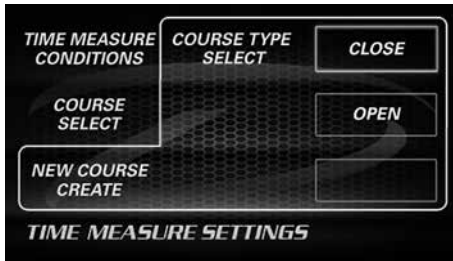 TIME MEASURE
CONDITIONS
COURSE TYPE
SELECT
CLOSE
COURSE
SELECT
OPEN
NEW COURSE
CREATE
TIME MEASURE SETTINGS